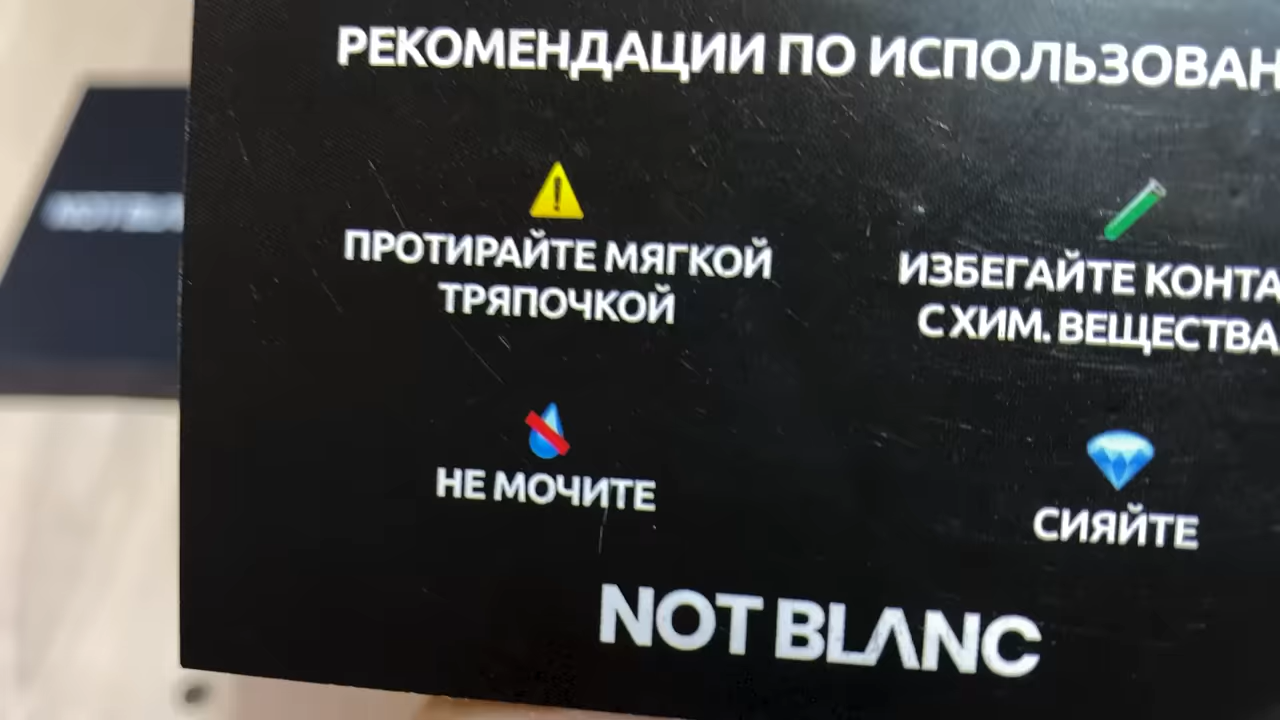 РЕКОМЕНДАЦИИ ПО ИСПОЛЬЗОВАН
ПРОТИРАЙТЕ МЯГКОЙ
ТРЯПОЧКОЙ
ИЗБЕГАЙТЕ КОНТА
С ХИМ. ВЕЩЕСТВА
НЕ МОЧИТЕ
СИЯЙТЕ
NOT BLANC